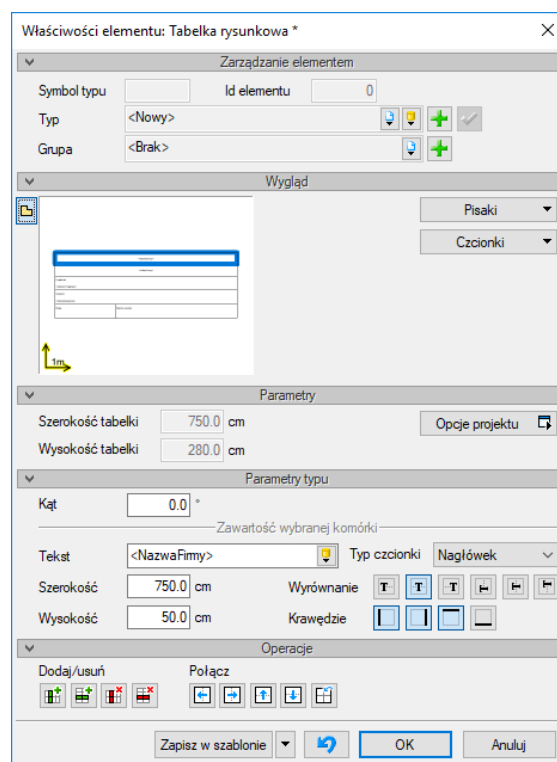 Właściwości elementu: Tabelka rysunkowa *
Zarządzanie elementem
Symbol typu Id elementu 0
Typ <Nowy>
Grupa <Brak>
Wygląd
Pisaki
Czcionki
1m
Parametry
Szerokość tabelki 750.0 cm Opcje projektu
Wysokość tabelki 280.0 cm
Parametry typu
Kąt 0.0 °
Zawartość wybranej komórki
Tekst <NazwaFirmy> Typ czcionki Nagłówek
Szerokość 750.0 cm Wyrównanie T T T T T T
Wysokość 50.0 cm Krawędzie
Operacje
Dodaj/usuń Połącz
Zapisz w szablonie OK Anuluj